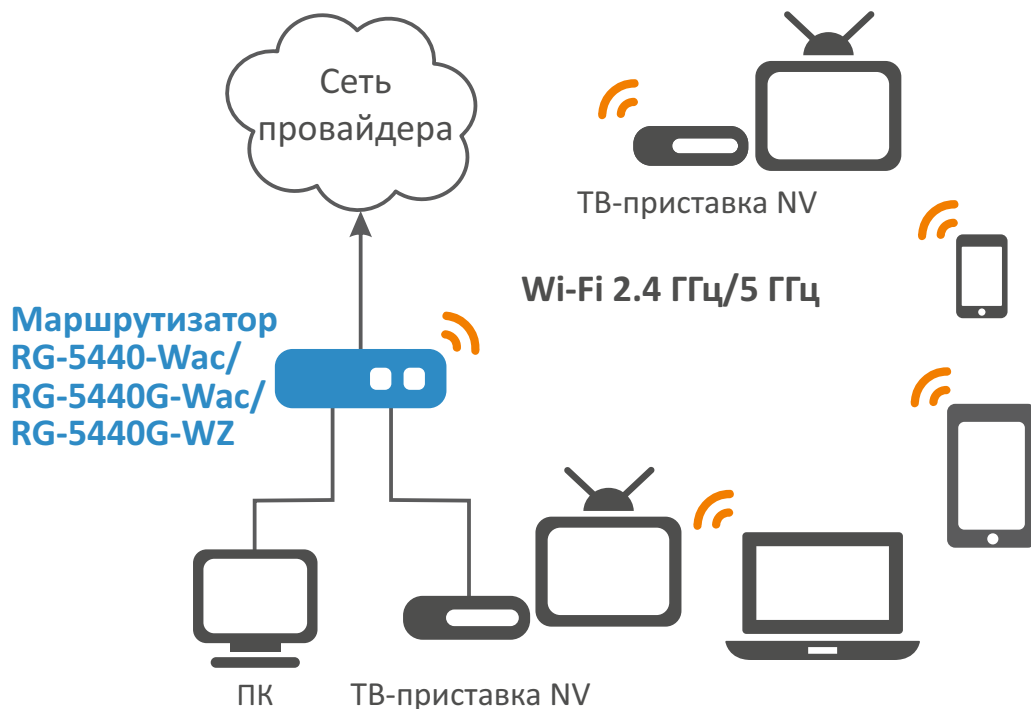 Сеть
провайдера
ТВ-приставка NV
Wi-Fi 2.4 ГГц/5 ГГц
Маршрутизатор
RG-5440-Wac/
RG-5440G-Wac/
RG-5440G-WZ
ПК
ТВ-приставка NV